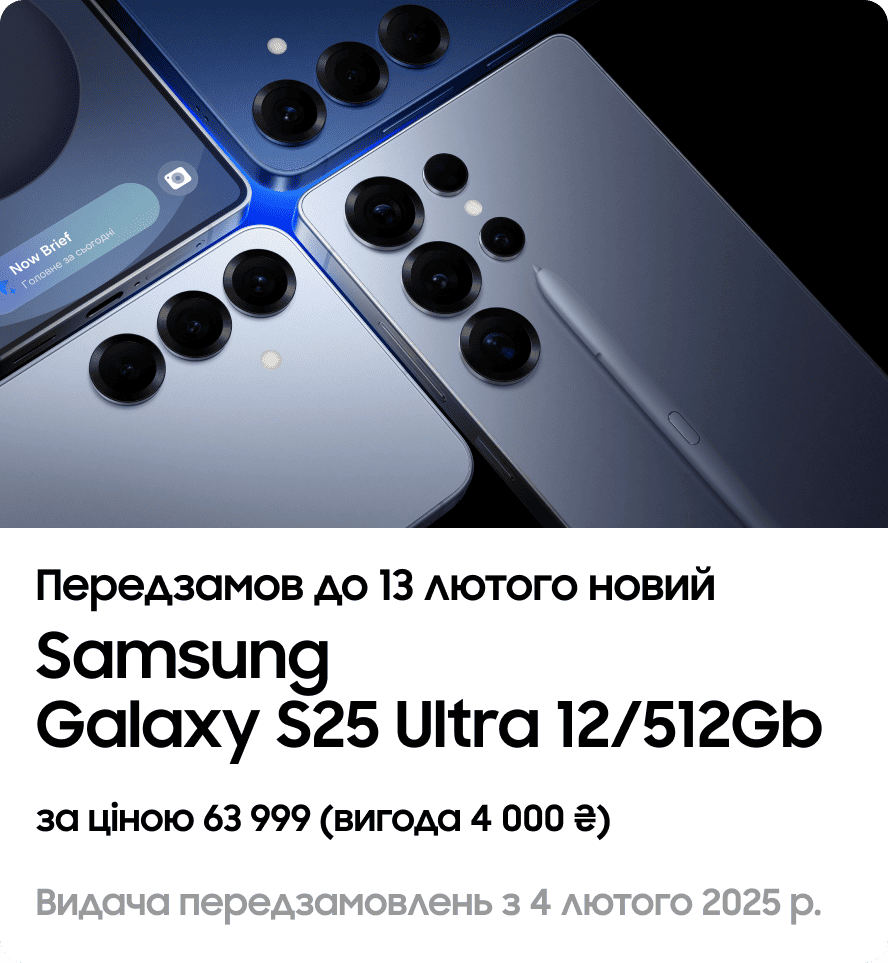 Now Brief
Головне за сьогодні
Передзамов до 13 лютого новий
Samsung
Galaxy S25 Ultra 12/512Gb
за ціною 63 999 (вигода 4 000 ₴)
Видача передзамовлень з 4 лютого 2025 р.